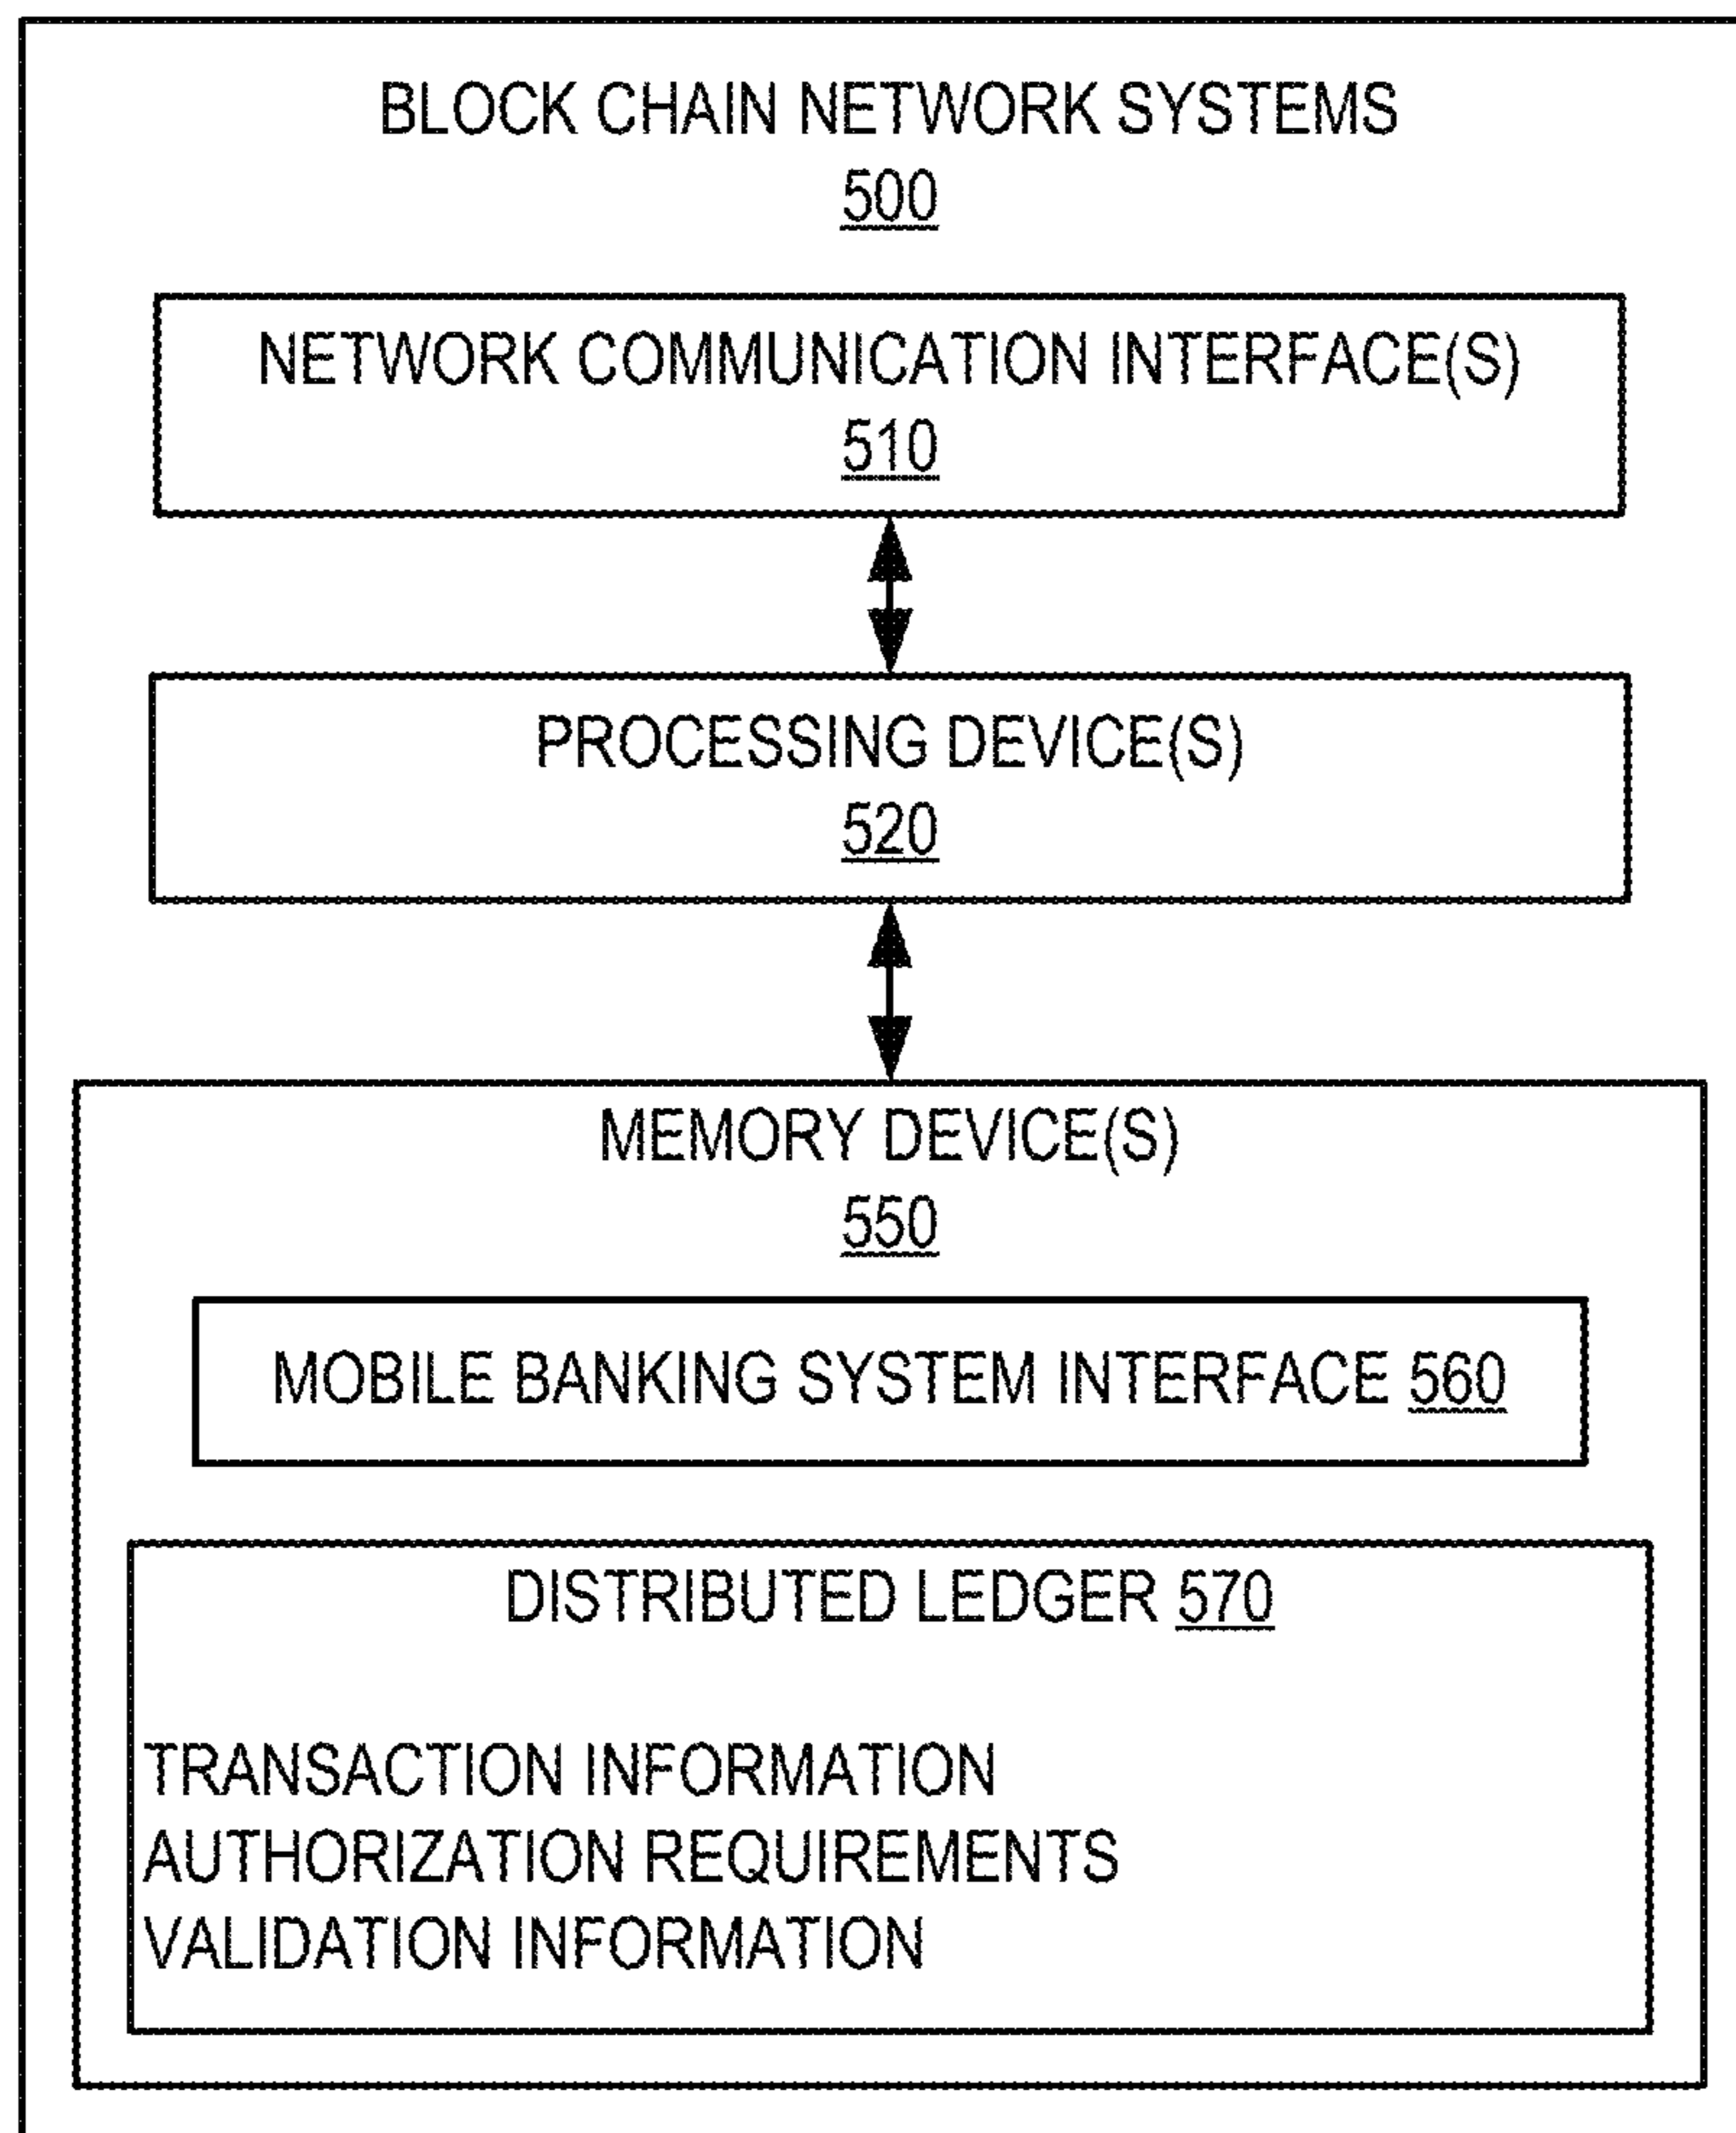 BLOCK CHAIN NETWORK SYSTEMS
500
NETWORK COMMUNICATION INTERFACE(S)
510
PROCESSING DEVICE(S)
520
MEMORY DEVICE(S)
550
MOBILE BANKING SYSTEM INTERFACE 560
DISTRIBUTED LEDGER 570
TRANSACTION INFORMATION
AUTHORIZATION REQUIREMENTS
VALIDATION INFORMATION